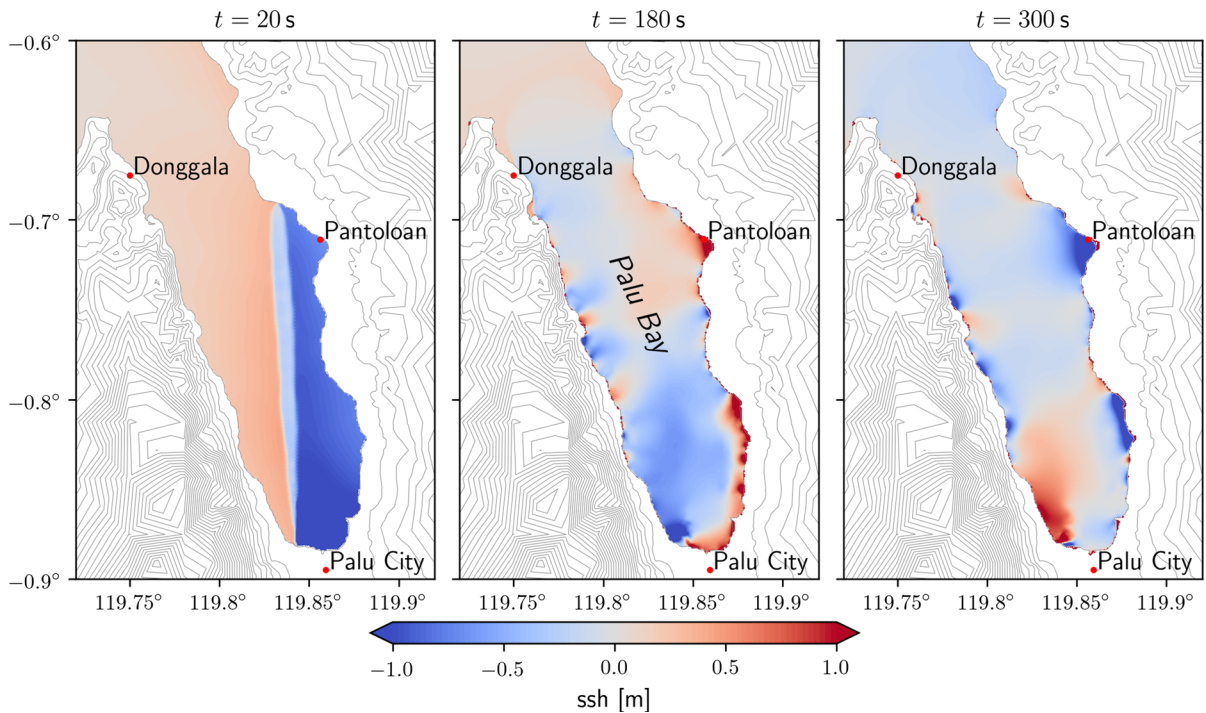 t = 20 s
t = 180 s
t = 300 s
−0.6°
Donggala
Donggala
Donggala
−0.7°
Pantoloan
Pantoloan
Pantoloan
Palu Bay
−0.8°
Palu City
Palu City
Palu City
−0.9°
119.75° 119.8° 119.85° 119.9°
119.75° 119.8° 119.85° 119.9°
119.75° 119.8° 119.85° 119.9°
−1.0 −0.5 0.0 0.5 1.0
ssh [m]